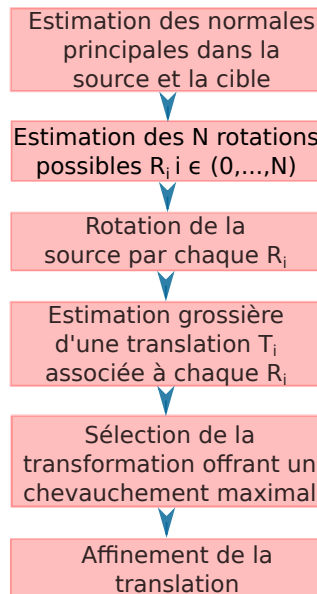 Estimation des normales
principales dans la
source et la cible
Estimation des N rotations
possibles Rᵢ i ϵ (0,...,N)
Rotation de la
source par chaque Rᵢ
Estimation grossière
d'une translation Tᵢ
associée à chaque Rᵢ
Sélection de la
transformation offrant un
chevauchement maximal
Affinement de la
translation